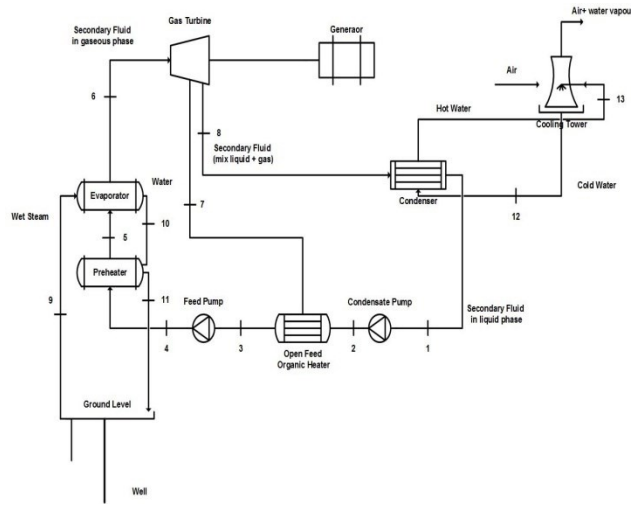 Air+ water vapou
Secondary Fluid
in gaseous phase
Gas Turbine
Generaor
Air
6
13
Hot Water
8
Cooling Tower
Secondary Fluid
(mix liquid + gas)
Water
Evaporator
Condenser
Cold Water
7
12
Wet Steam
10
5
Preheater
9
11
Feed Pump
Condensate Pump
Secondary Fluid
in liquid phase
4
3
2
1
Open Feed
Organic Heater
Ground Level
Well